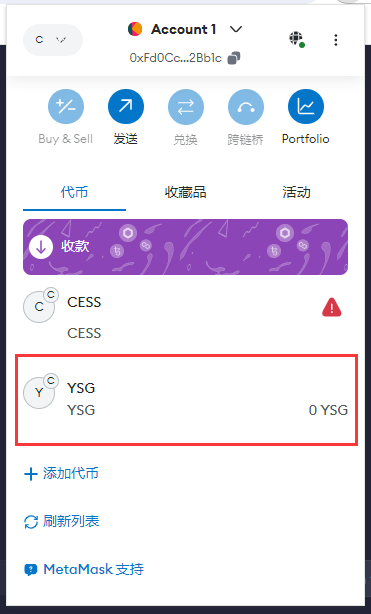 C
Account 1
0xFd0Cc...2Bb1c
Buy & Sell
发送
兑换
跨链桥
Portfolio
代币
收藏品
活动
收款
C
C
CESS
CESS
C
Y
YSG
YSG
0 YSG
添加代币
刷新列表
MetaMask 支持